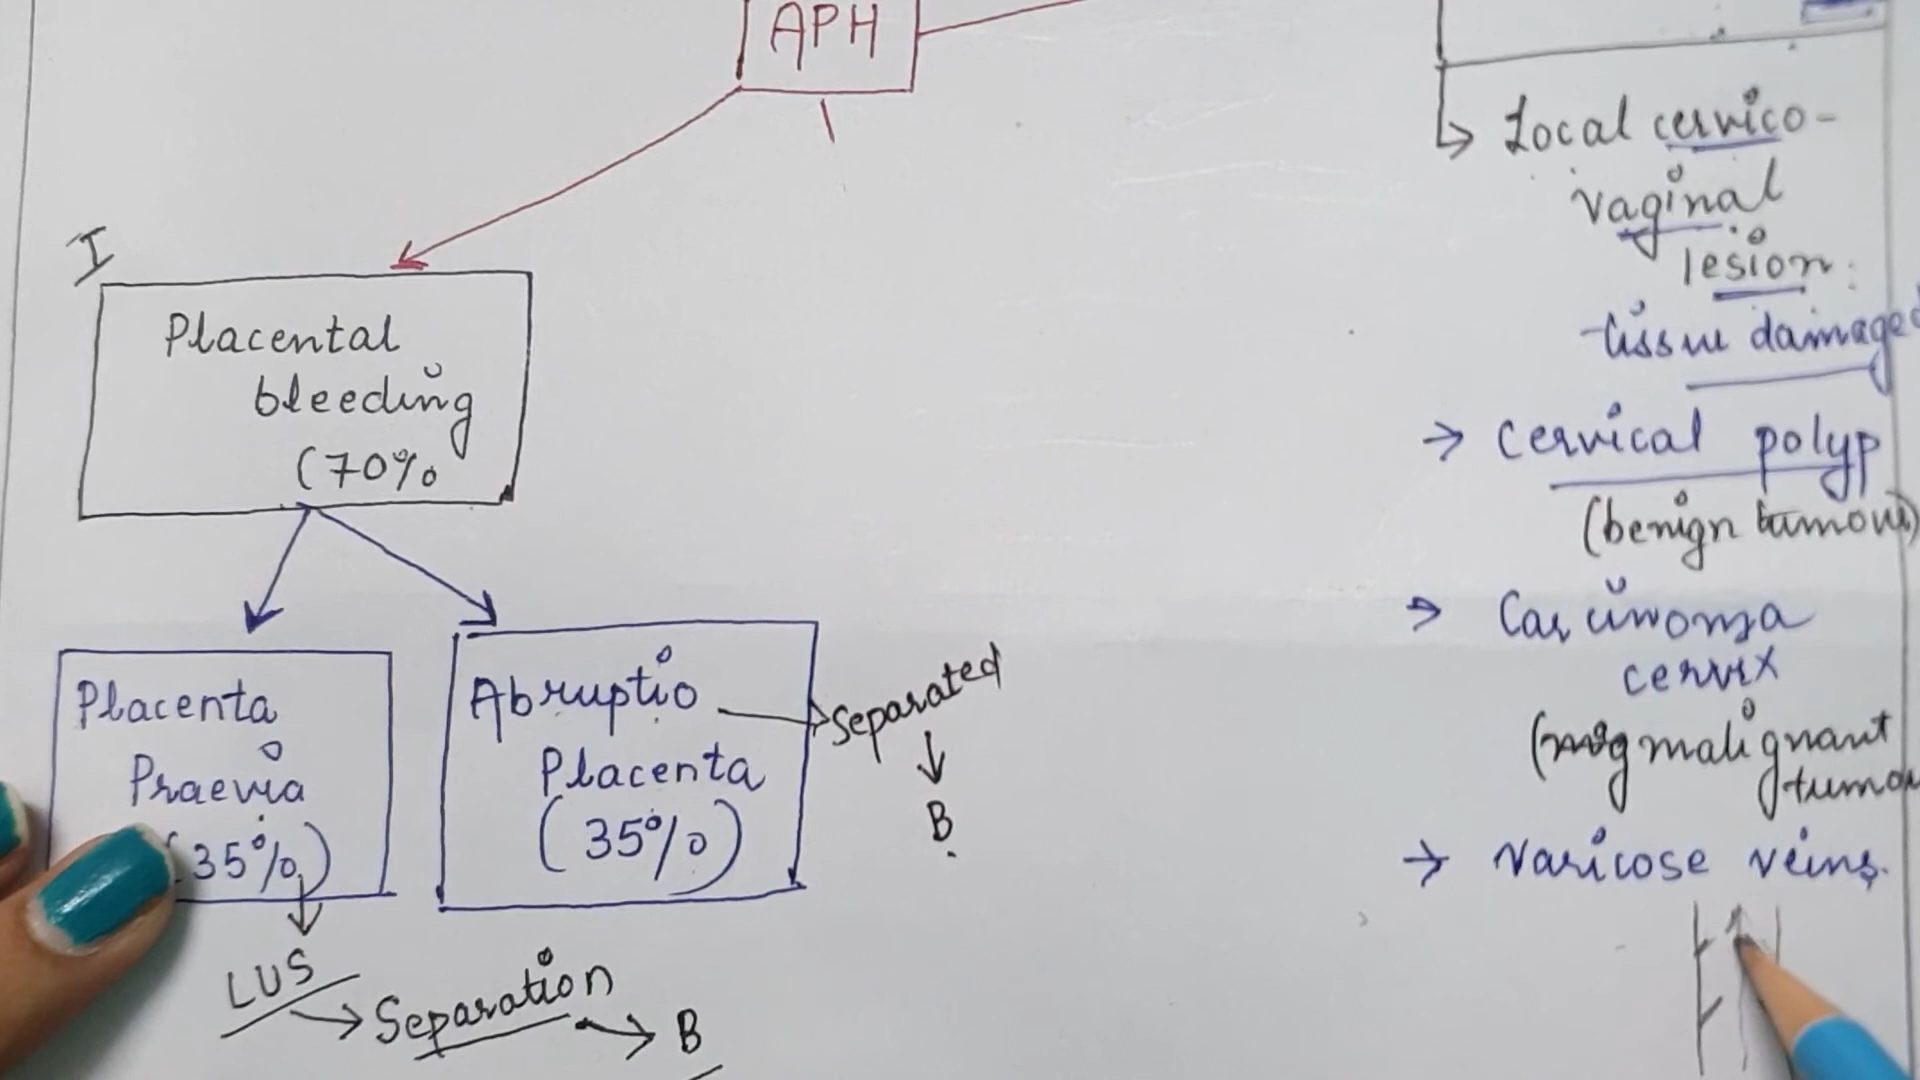 APH
I
Placental
bleeding
(70%
Placenta
Praevia
(35%)
LUS
Separation
B
Abruptio
Placenta
(35%)
Separated
B
Local cervico-
vaginal
lesion
tissue damaged
Cervical polyp
(benign tumour)
Carcinoma
cervix
malignant
tumou
Varicose veins.